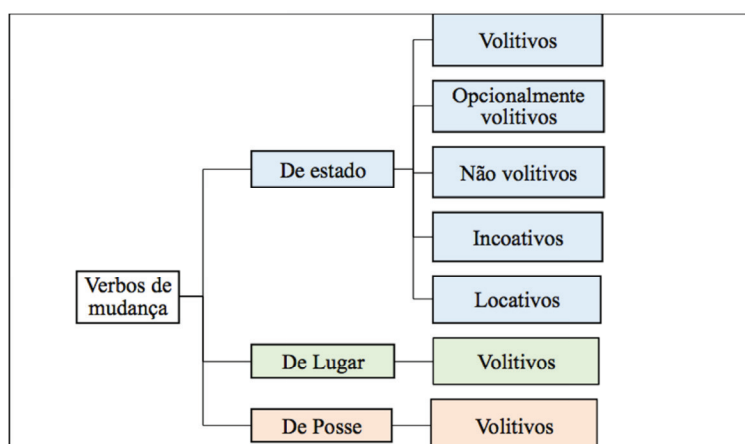 Volitivos
Opcionalmente
volitivos
De estado
Não volitivos
Incoativos
Verbos de
mudança
Locativos
De Lugar
Volitivos
De Posse
Volitivos